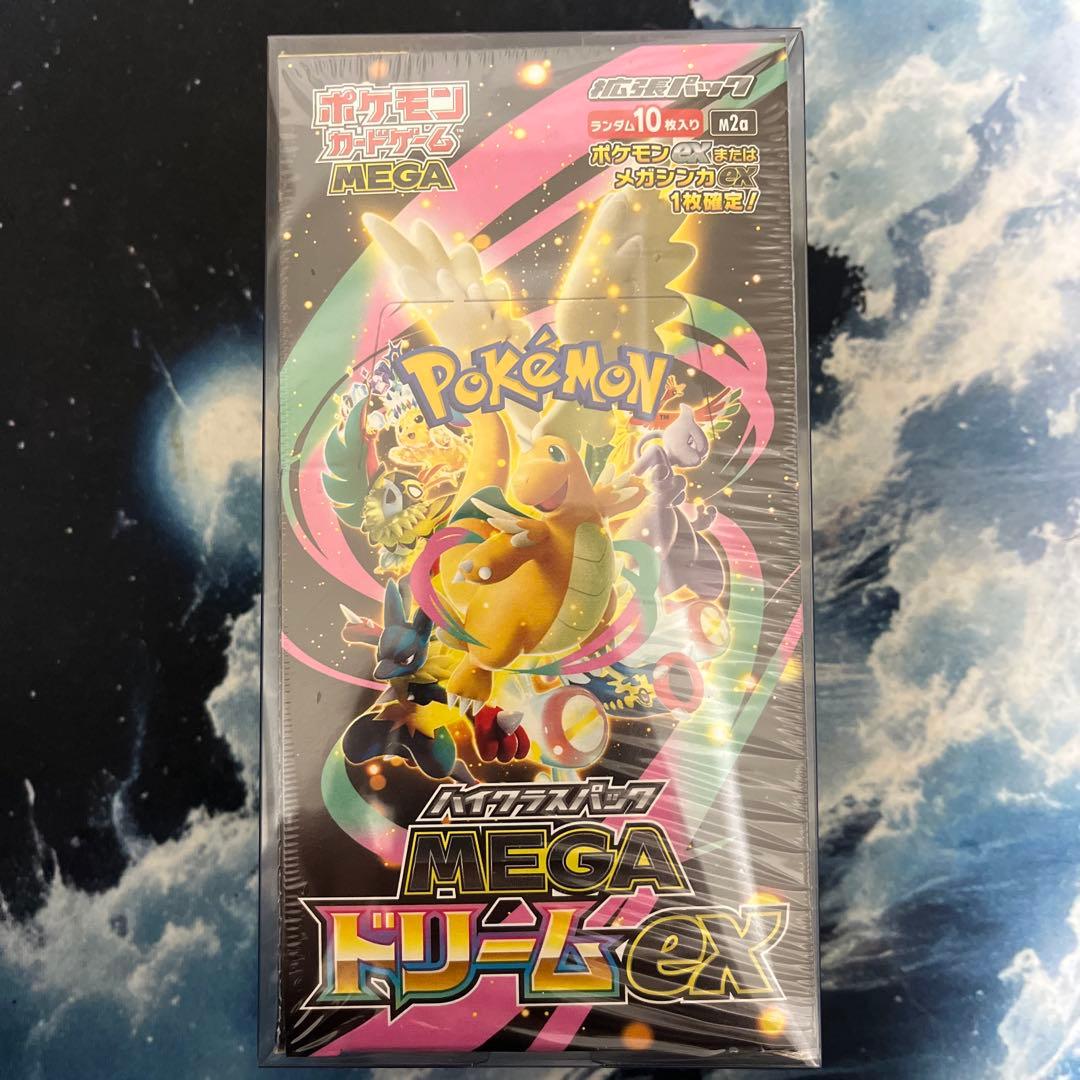 ポケモン
カードゲーム™
MEGA
拡張パック
ランダム10枚入り M2a
ポケモンexまたは
メガシンカex
1枚確定!
POKÉMON™
ハイクラスパック
MEGA
ドリームex